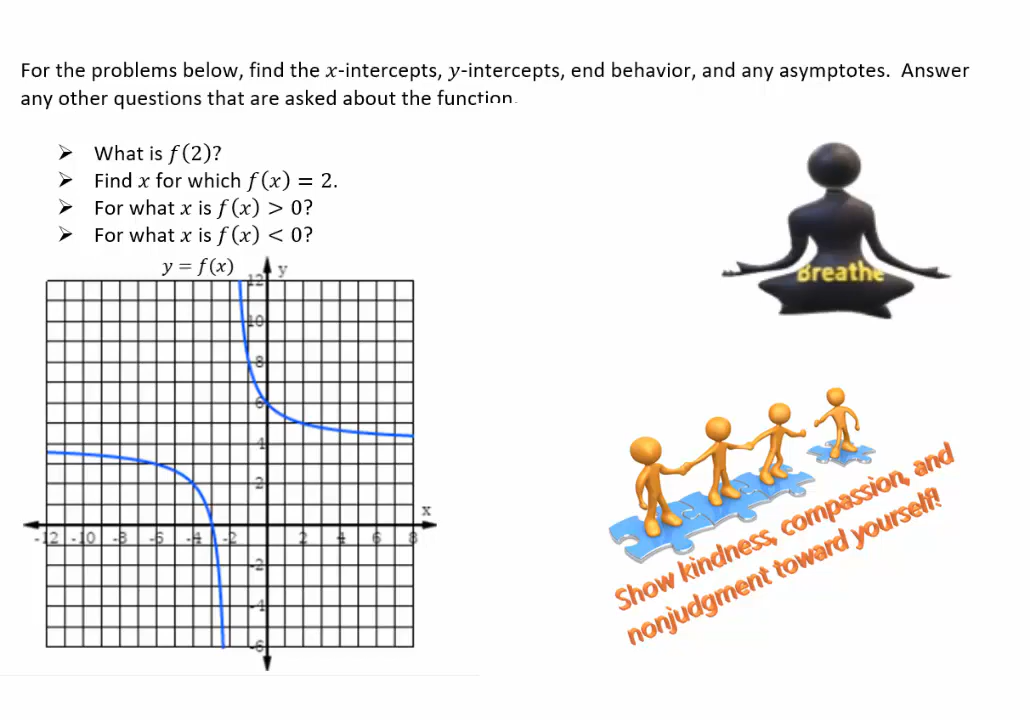 For the problems below, find the x-intercepts, y-intercepts, end behavior, and any asymptotes. Answer
any other questions that are asked about the function.
➢ What is f(2)?
➢ Find x for which f(x) = 2.
➢ For what x is f(x) > 0?
➢ For what x is f(x) < 0?
y = f(x)
y
12
10
8
6
4
2
x
-12 -10 -8 -6 -4 -2 2 4 6 8
-2
-4
-6
Breathe
Show kindness, compassion, and
nonjudgment toward yourself!